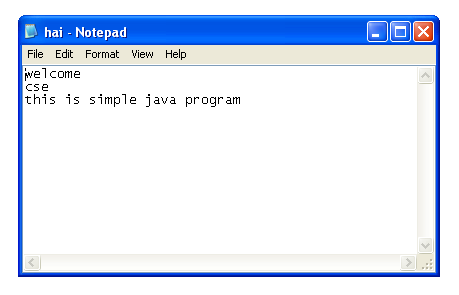 hai - Notepad
File Edit Format View Help
welcome
cse
this is simple java program